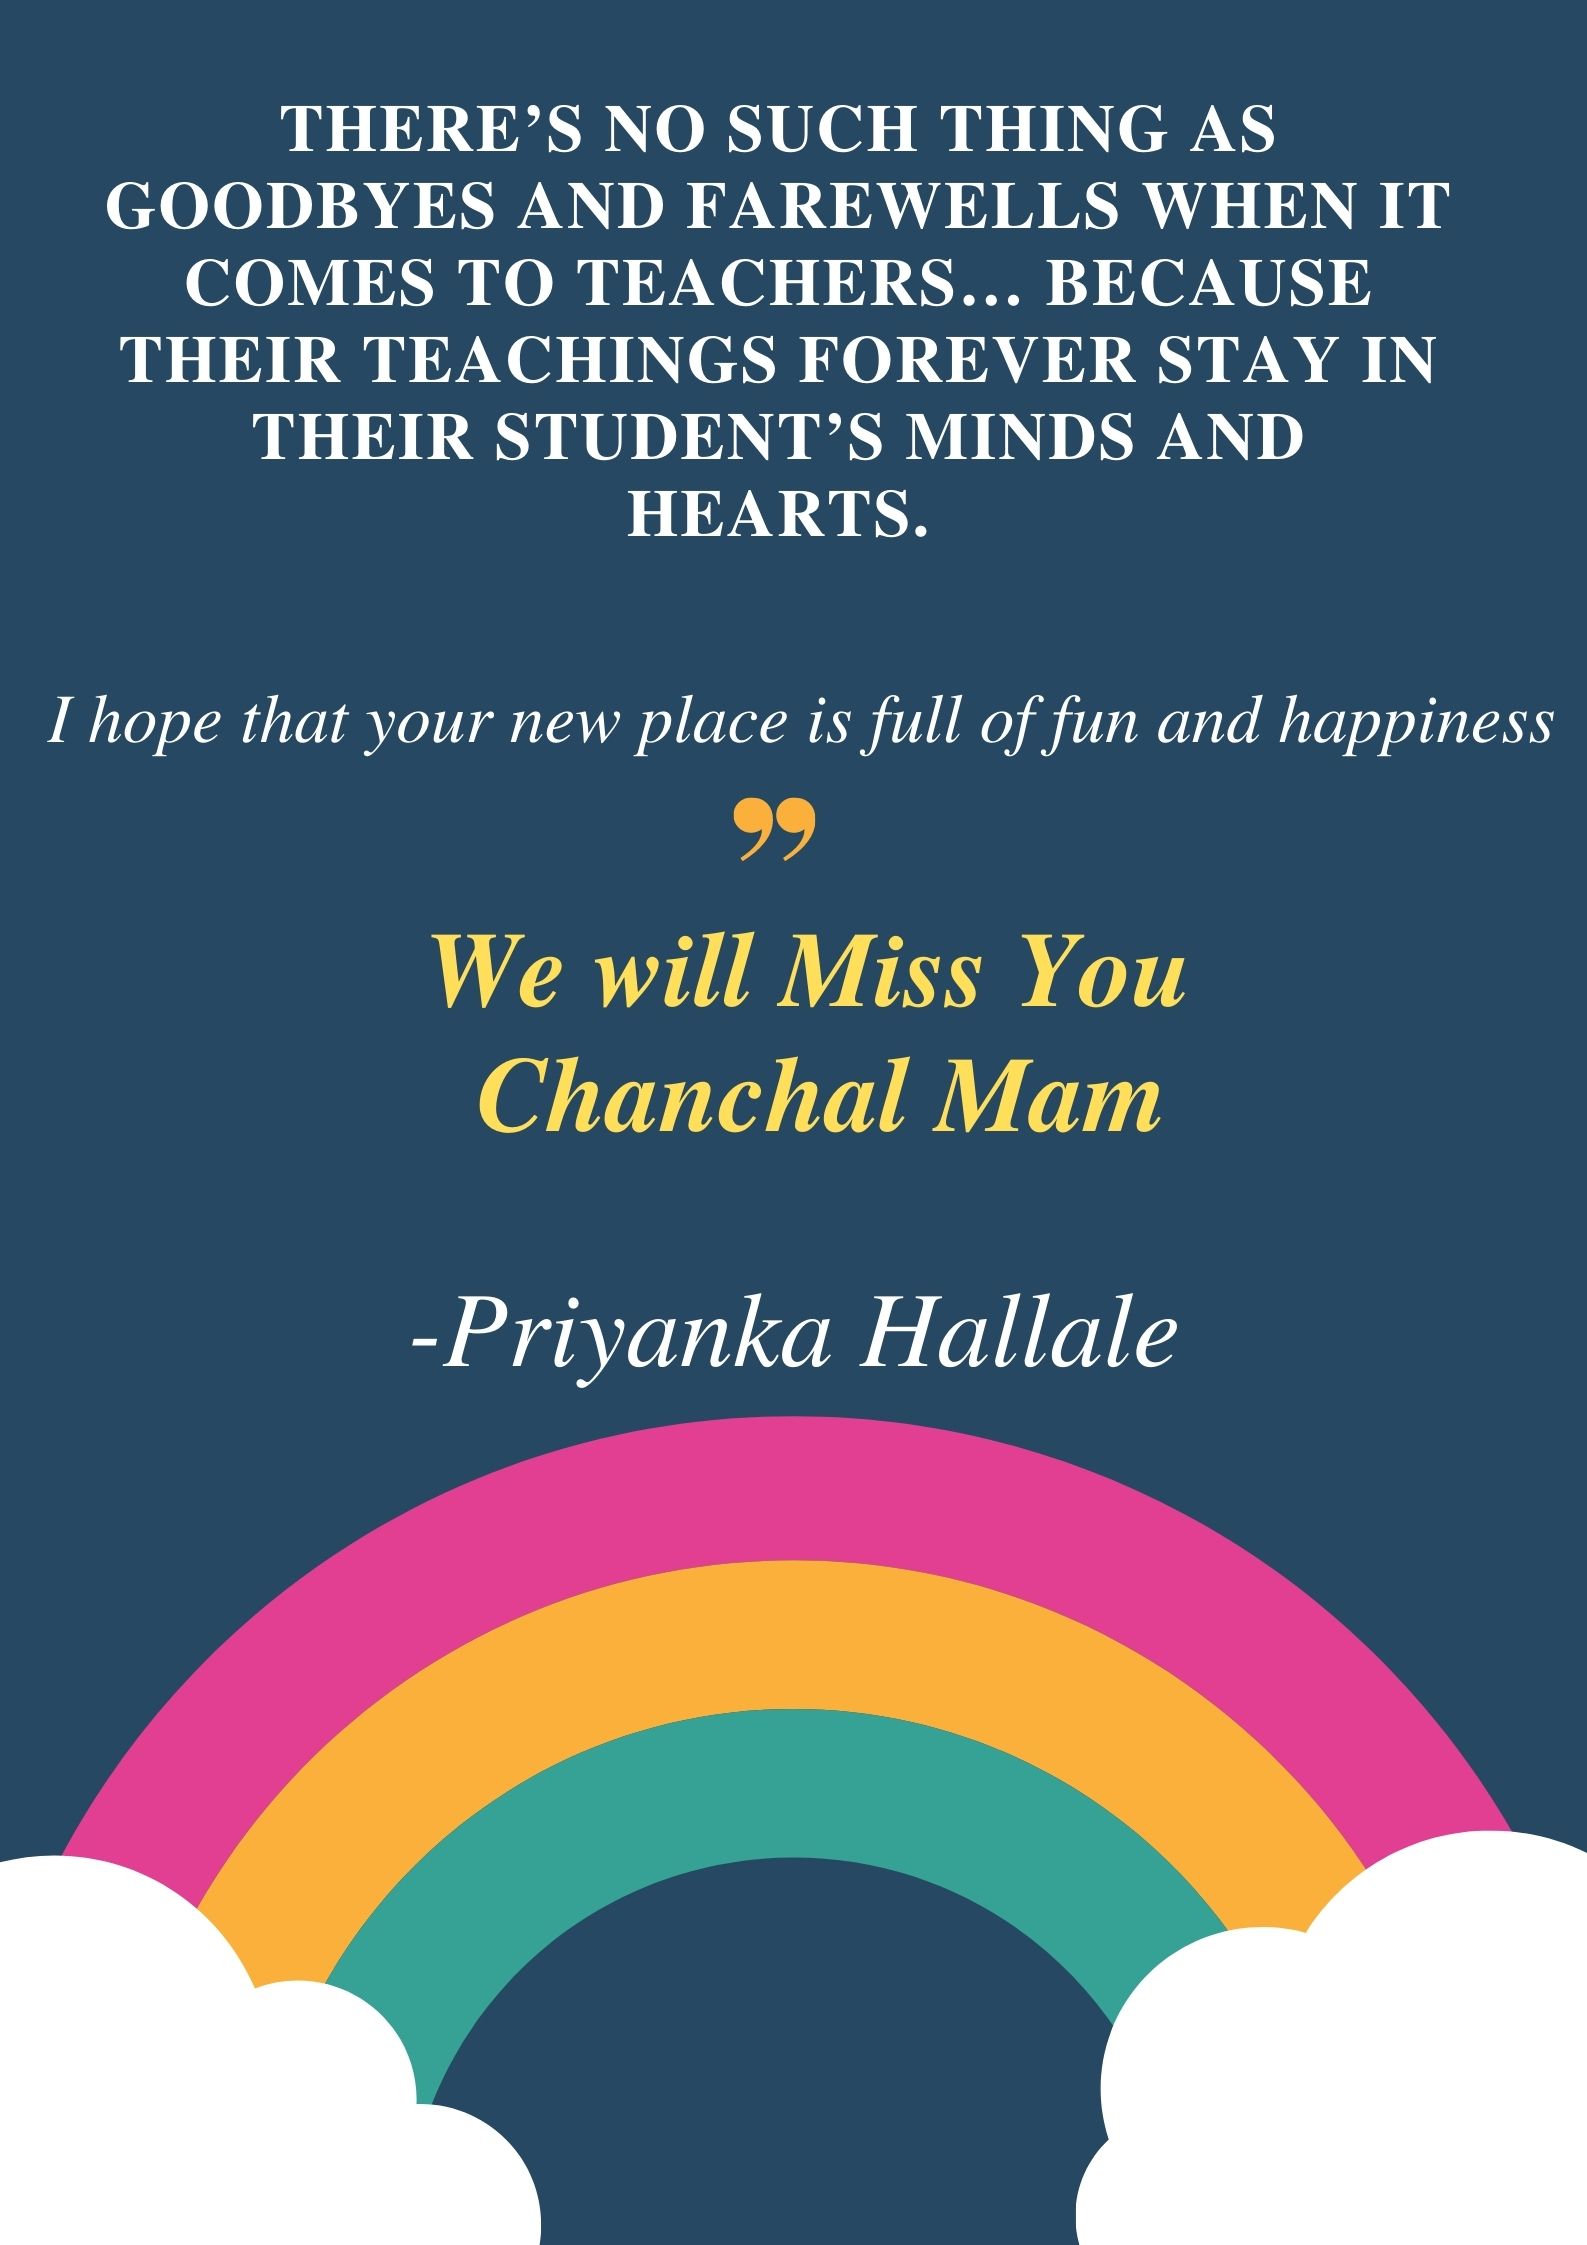 THERE’S NO SUCH THING AS
GOODBYES AND FAREWELLS WHEN IT
COMES TO TEACHERS... BECAUSE
THEIR TEACHINGS FOREVER STAY IN
THEIR STUDENT’S MINDS AND
HEARTS.
I hope that your new place is full of fun and happiness
”
We will Miss You
Chanchal Mam
-Priyanka Hallale